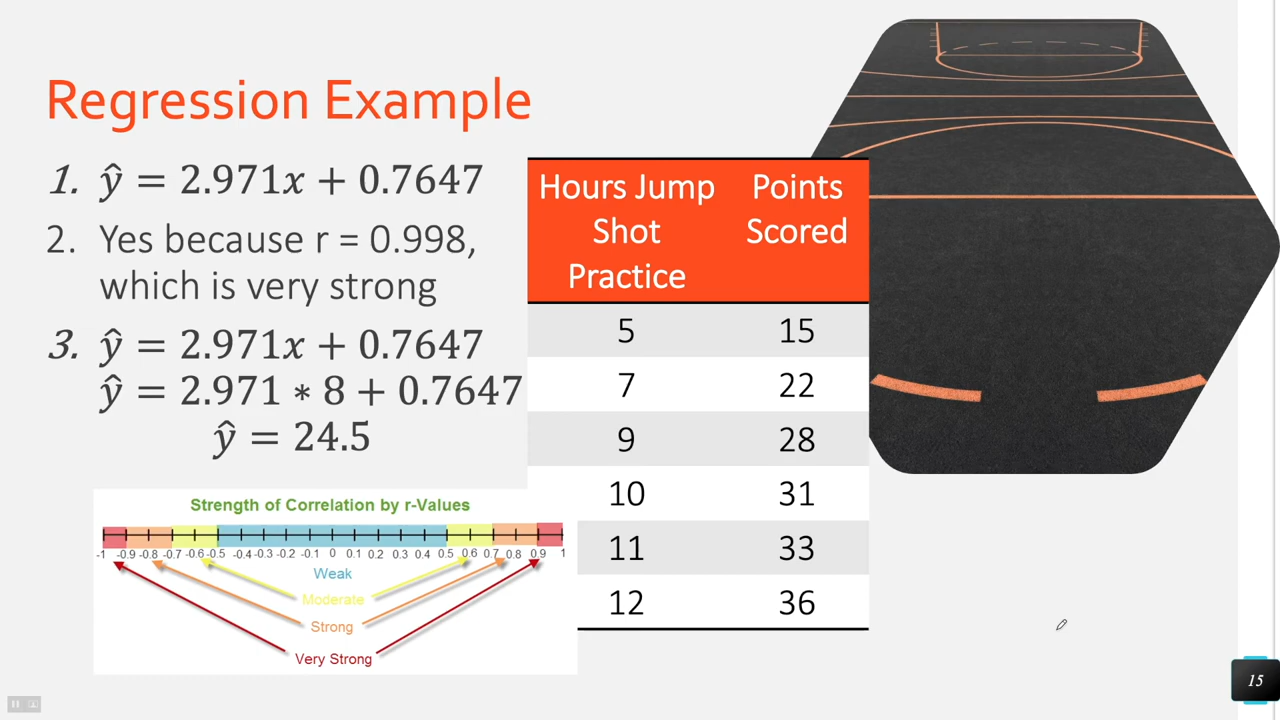 Regression Example
1. ŷ = 2.971x + 0.7647
2. Yes because r = 0.998,
which is very strong
3. ŷ = 2.971x + 0.7647
ŷ = 2.971 ∗ 8 + 0.7647
ŷ = 24.5
Hours Jump Shot Practice Points Scored
5 15
7 22
9 28
10 31
11 33
12 36
Strength of Correlation by r-Values
-1 -0.9 -0.8 -0.7 -0.6 -0.5 -0.4 -0.3 -0.2 -0.1 0 0.1 0.2 0.3 0.4 0.5 0.6 0.7 0.8 0.9 1
Weak
Moderate
Strong
Very Strong
15